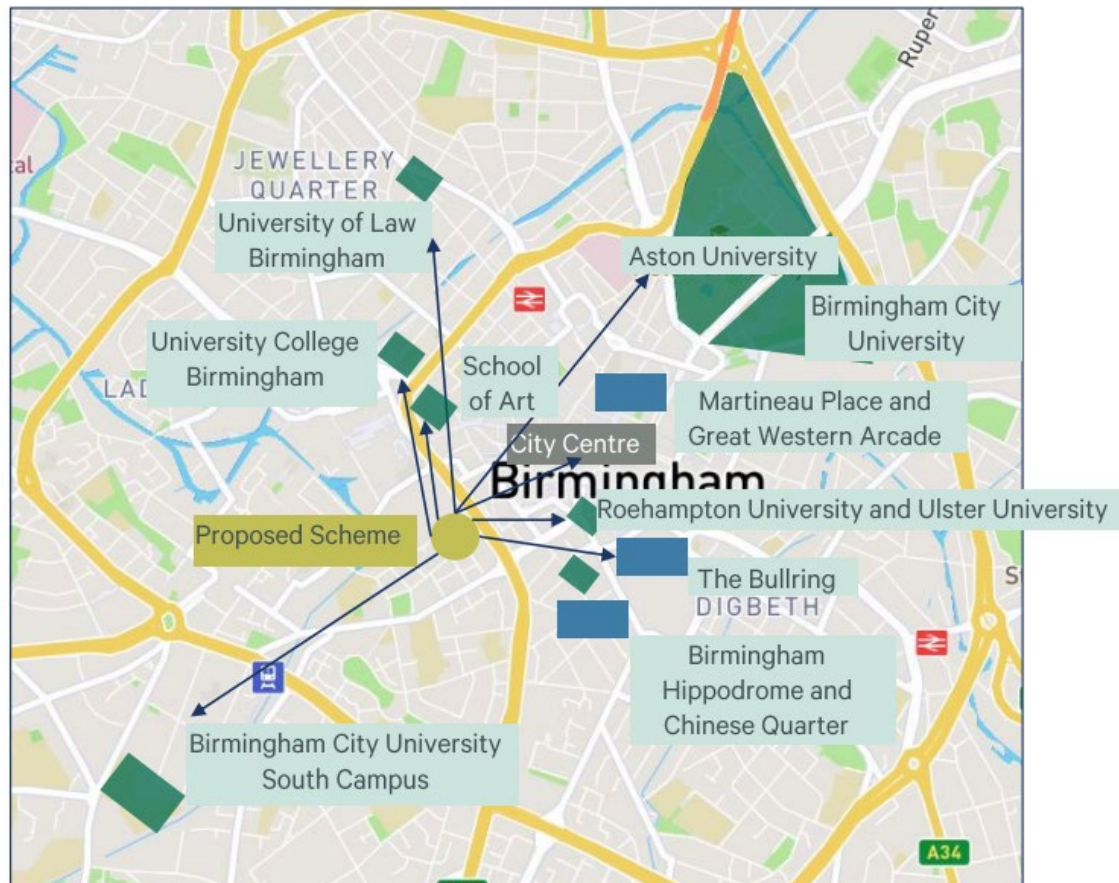 Ruper
JEWELLERY
QUARTER
University of Law
Birmingham
Aston University
Birmingham City
University
University College
Birmingham
School
of Art
Martineau Place and
Great Western Arcade
City Centre
Birmingham
Roehampton University and Ulster University
Proposed Scheme
The Bullring
DIGBETH
Birmingham
Hippodrome and
Chinese Quarter
Birmingham City University
South Campus
A34